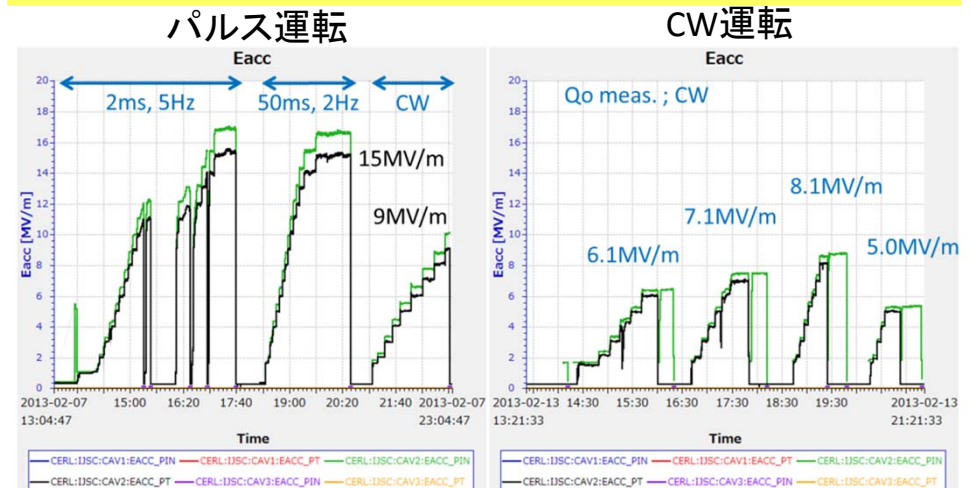 パルス運転
CW運転
Eacc
2ms, 5Hz
50ms, 2Hz
CW
15MV/m
9MV/m
Eacc [MV/m]
20
18
16
14
12
10
8
6
4
2
0
2013-02-07
13:04:47
15:00
16:20
17:40
19:00
20:20
21:40
2013-02-07
23:04:47
Time
CERL:IJSC:CAV1:EACC_PIN
CERL:IJSC:CAV1:EACC_PT
CERL:IJSC:CAV2:EACC_PIN
CERL:IJSC:CAV2:EACC_PT
CERL:IJSC:CAV3:EACC_PIN
CERL:IJSC:CAV3:EACC_PT
Eacc
Qo meas. ; CW
6.1MV/m
7.1MV/m
8.1MV/m
5.0MV/m
Eacc [MV/m]
20
18
16
14
12
10
8
6
4
2
0
2013-02-13
13:21:33
14:30
15:30
16:30
17:30
18:30
19:30
2013-02-13
21:21:33
Time
CERL:IJSC:CAV1:EACC_PIN
CERL:IJSC:CAV1:EACC_PT
CERL:IJSC:CAV2:EACC_PIN
CERL:IJSC:CAV2:EACC_PT
CERL:IJSC:CAV3:EACC_PIN
CERL:IJSC:CAV3:EACC_PT